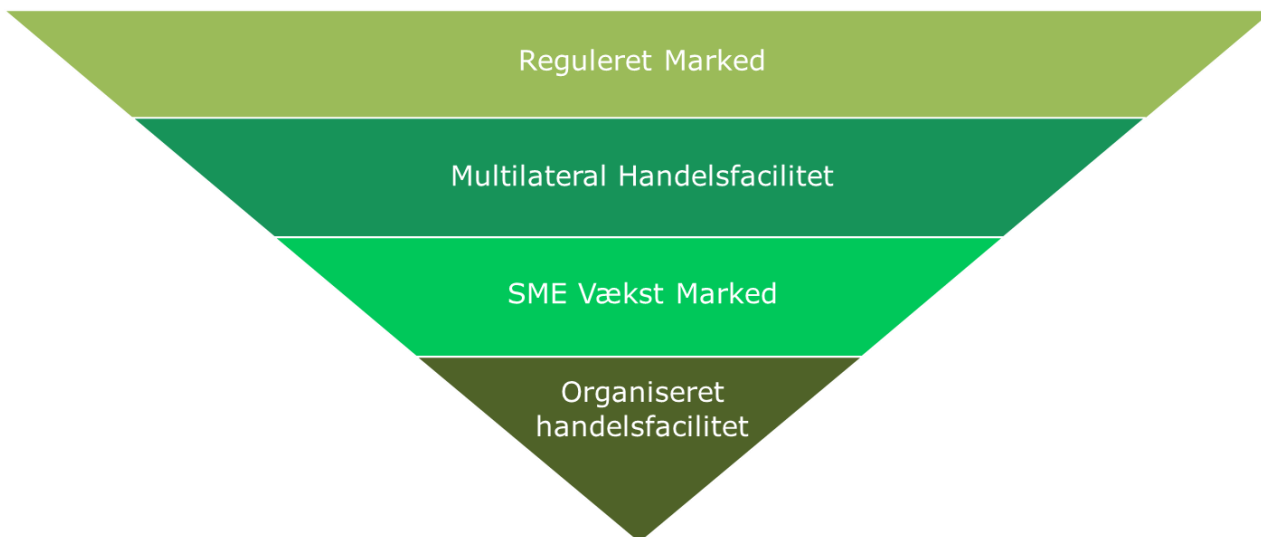 Reguleret Marked
Multilateral Handelsfacilitet
SME Vækst Marked
Organiseret
handelsfacilitet